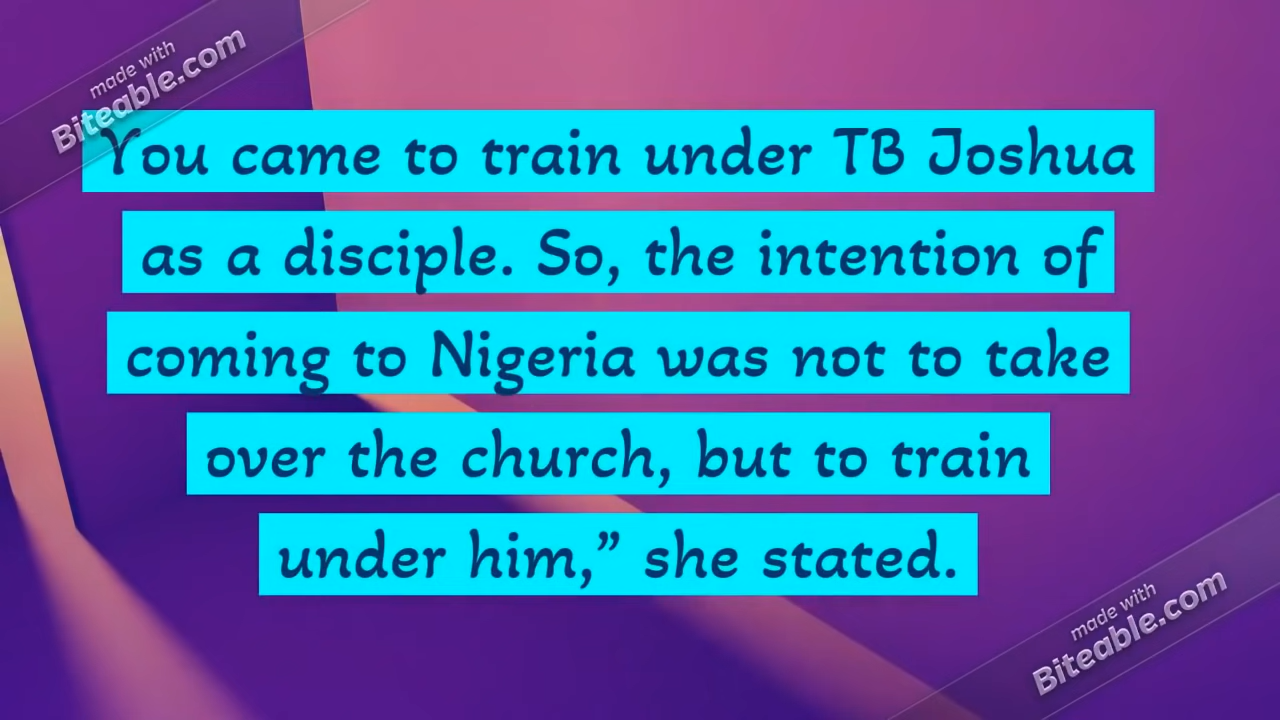 made with
Biteable.com
You came to train under TB Joshua
as a disciple. So, the intention of
coming to Nigeria was not to take
over the church, but to train
under him,” she stated.
made with
Biteable.com